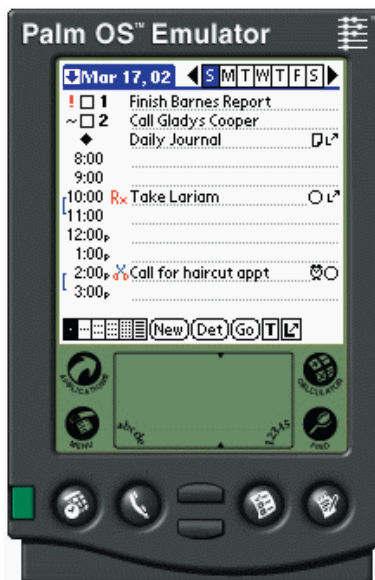 Palm OS™ Emulator
Mar 17, 02 S M T W T F S
! 1 Finish Barnes Report
~ 2 Call Gladys Cooper
Daily Journal
8:00
9:00
10:00 Rx Take Lariam
11:00
12:00p
1:00p
2:00p Call for haircut appt
3:00p
New Det Go T
APPLICATIONS CALCULATOR
MENU abcde 12345 FIND